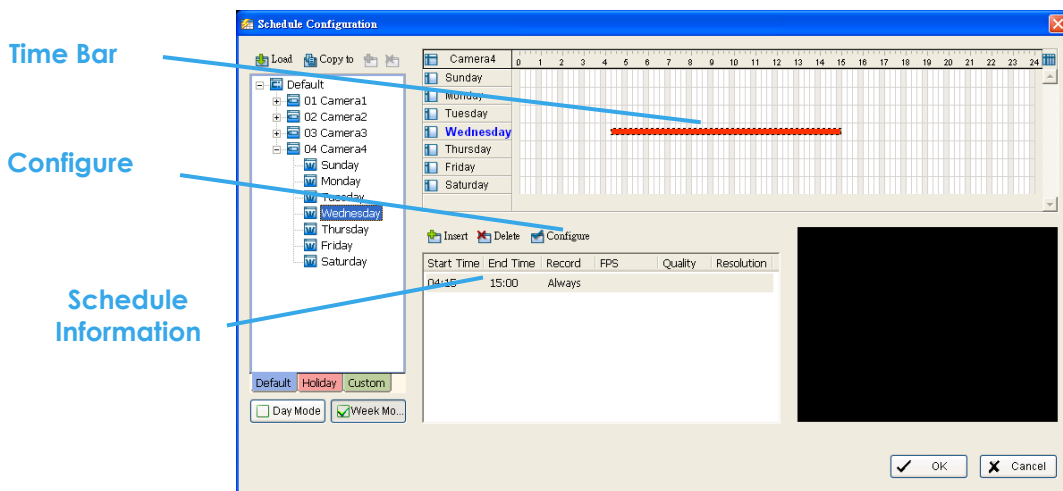 Schedule Configuration
Time Bar
Load Copy to
Camera4 0 1 2 3 4 5 6 7 8 9 10 11 12 13 14 15 16 17 18 19 20 21 22 23 24
Sunday
Monday
Tuesday
Wednesday
Thursday
Friday
Saturday
Default
01 Camera1
02 Camera2
03 Camera3
04 Camera4
Sunday
Monday
Tuesday
Wednesday
Thursday
Friday
Saturday
Configure
Insert Delete Configure
Start Time End Time Record FPS Quality Resolution
04:15 15:00 Always
Schedule
Information
Default Holiday Custom
Day Mode Week Mo...
OK Cancel